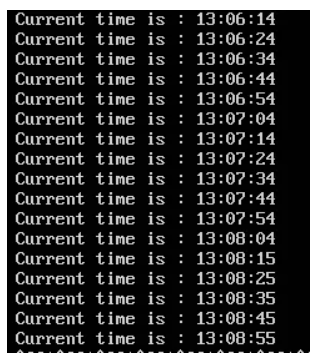 Current time is : 13:06:14
Current time is : 13:06:24
Current time is : 13:06:34
Current time is : 13:06:44
Current time is : 13:06:54
Current time is : 13:07:04
Current time is : 13:07:14
Current time is : 13:07:24
Current time is : 13:07:34
Current time is : 13:07:44
Current time is : 13:07:54
Current time is : 13:08:04
Current time is : 13:08:15
Current time is : 13:08:25
Current time is : 13:08:35
Current time is : 13:08:45
Current time is : 13:08:55